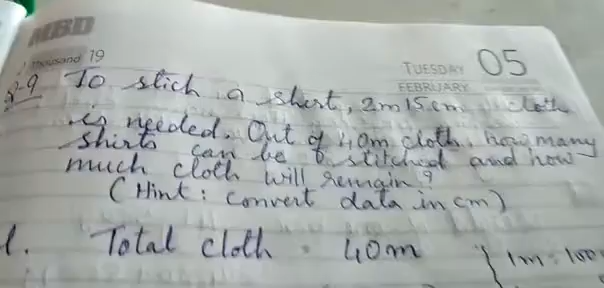 MBD
Thousand 19
TUESDAY 05
FEBRUARY
Q-9 To stich a shirt, 2m 15cm cloth
is needed. Out of 40m cloth, how many
shirts can be stitched and how
much cloth will remain?
(Hint: convert data in cm)
Total cloth = 40m
1m = 100